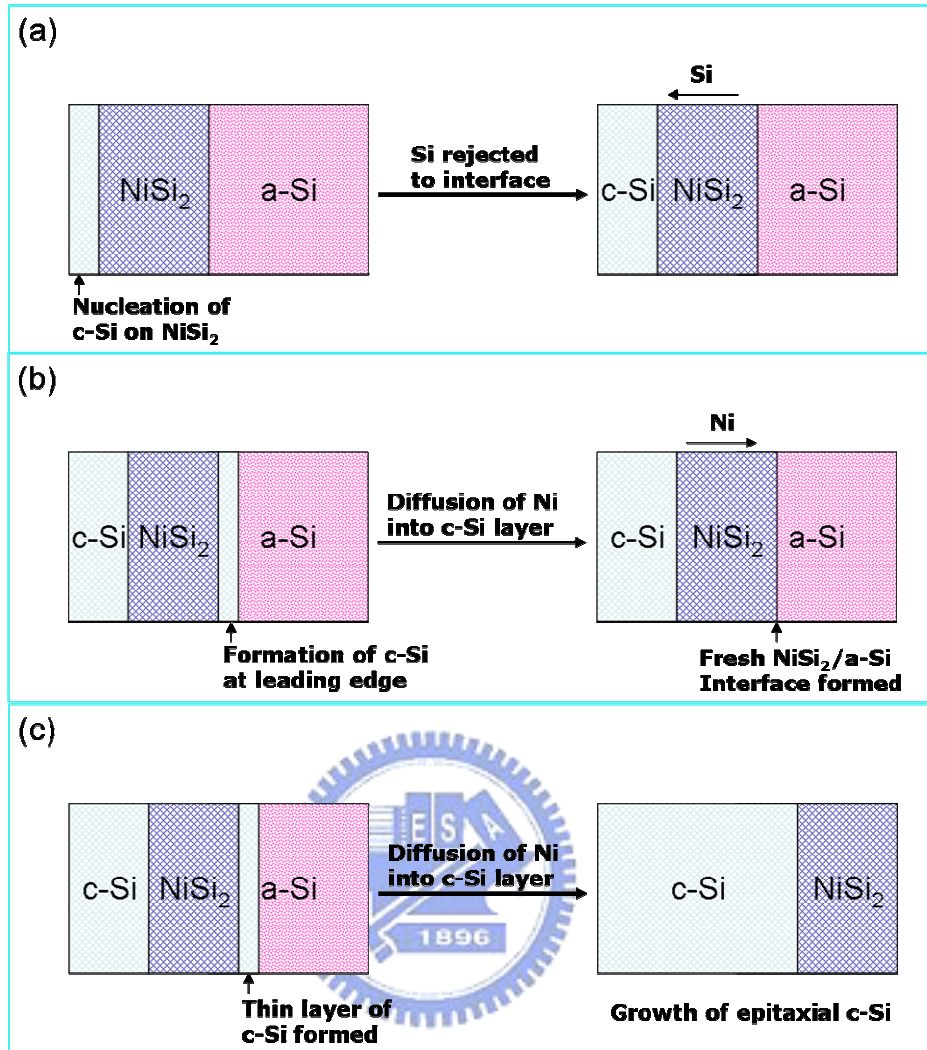 (a)
Si
Si rejected
to interface
NiSi2
a-Si
c-Si
NiSi2
a-Si
Nucleation of
c-Si on NiSi2
(b)
Ni
Diffusion of Ni
into c-Si layer
c-Si
NiSi2
a-Si
c-Si
NiSi2
a-Si
Formation of c-Si
at leading edge
Fresh NiSi2/a-Si
Interface formed
(c)
E S A
Diffusion of Ni
into c-Si layer
c-Si
NiSi2
a-Si
c-Si
NiSi2
1896
Thin layer of
c-Si formed
Growth of epitaxial c-Si